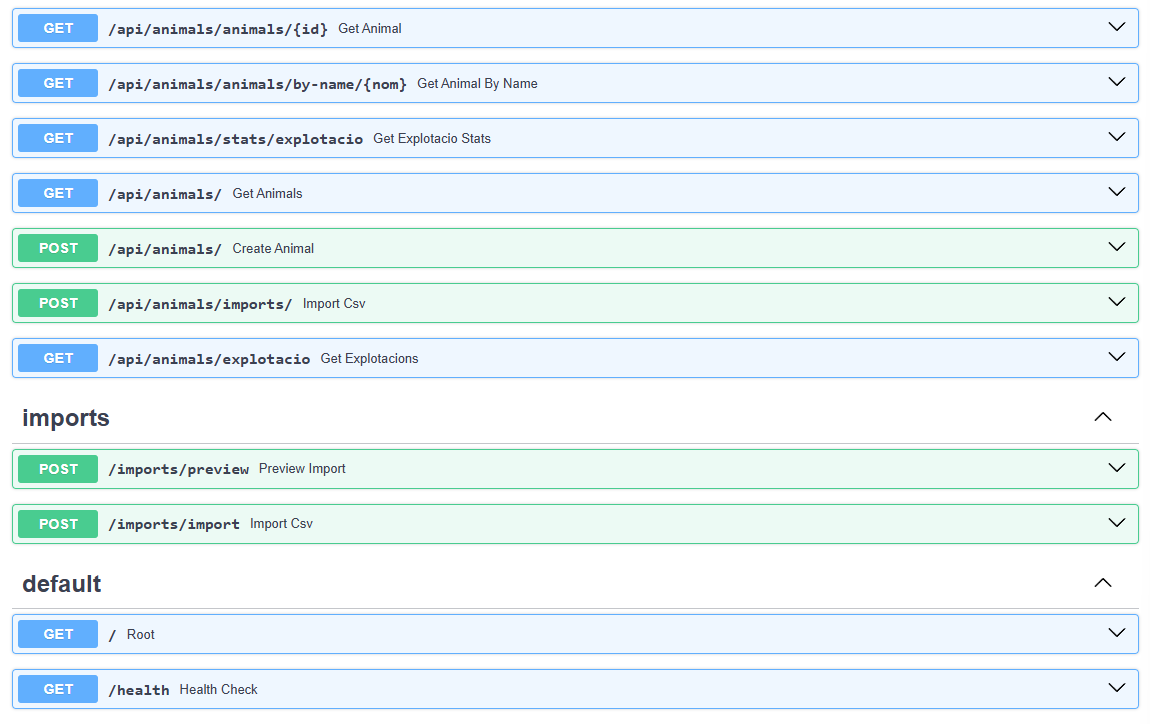 GET /api/animals/animals/{id} Get Animal
GET /api/animals/animals/by-name/{nom} Get Animal By Name
GET /api/animals/stats/explotacio Get Explotacio Stats
GET /api/animals/ Get Animals
POST /api/animals/ Create Animal
POST /api/animals/imports/ Import Csv
GET /api/animals/explotacio Get Explotacions
imports
POST /imports/preview Preview Import
POST /imports/import Import Csv
default
GET / Root
GET /health Health Check